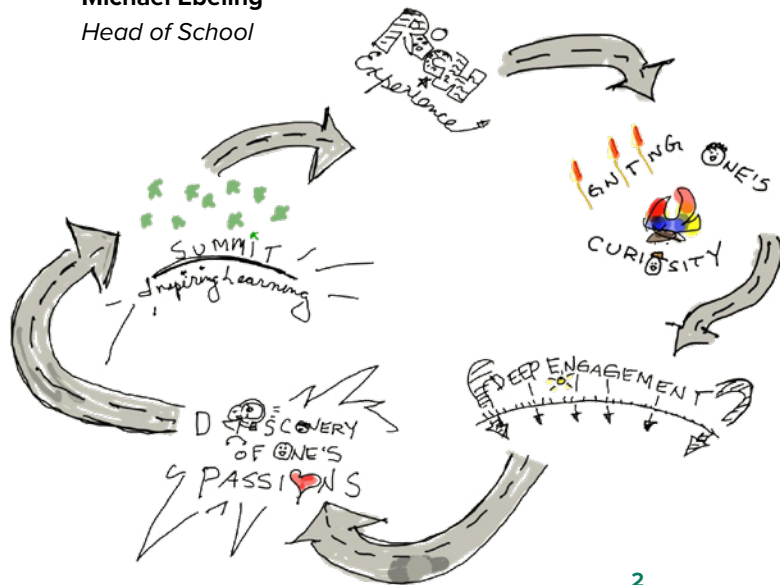 Michael Ebeling
Head of School
RICH
Experience
IGNITING ONE'S
CURIOSITY
DEEP ENGAGEMENT
DISCOVERY
OF ONE'S
PASSIONS
SUMMIT
Inspiring Learning
2